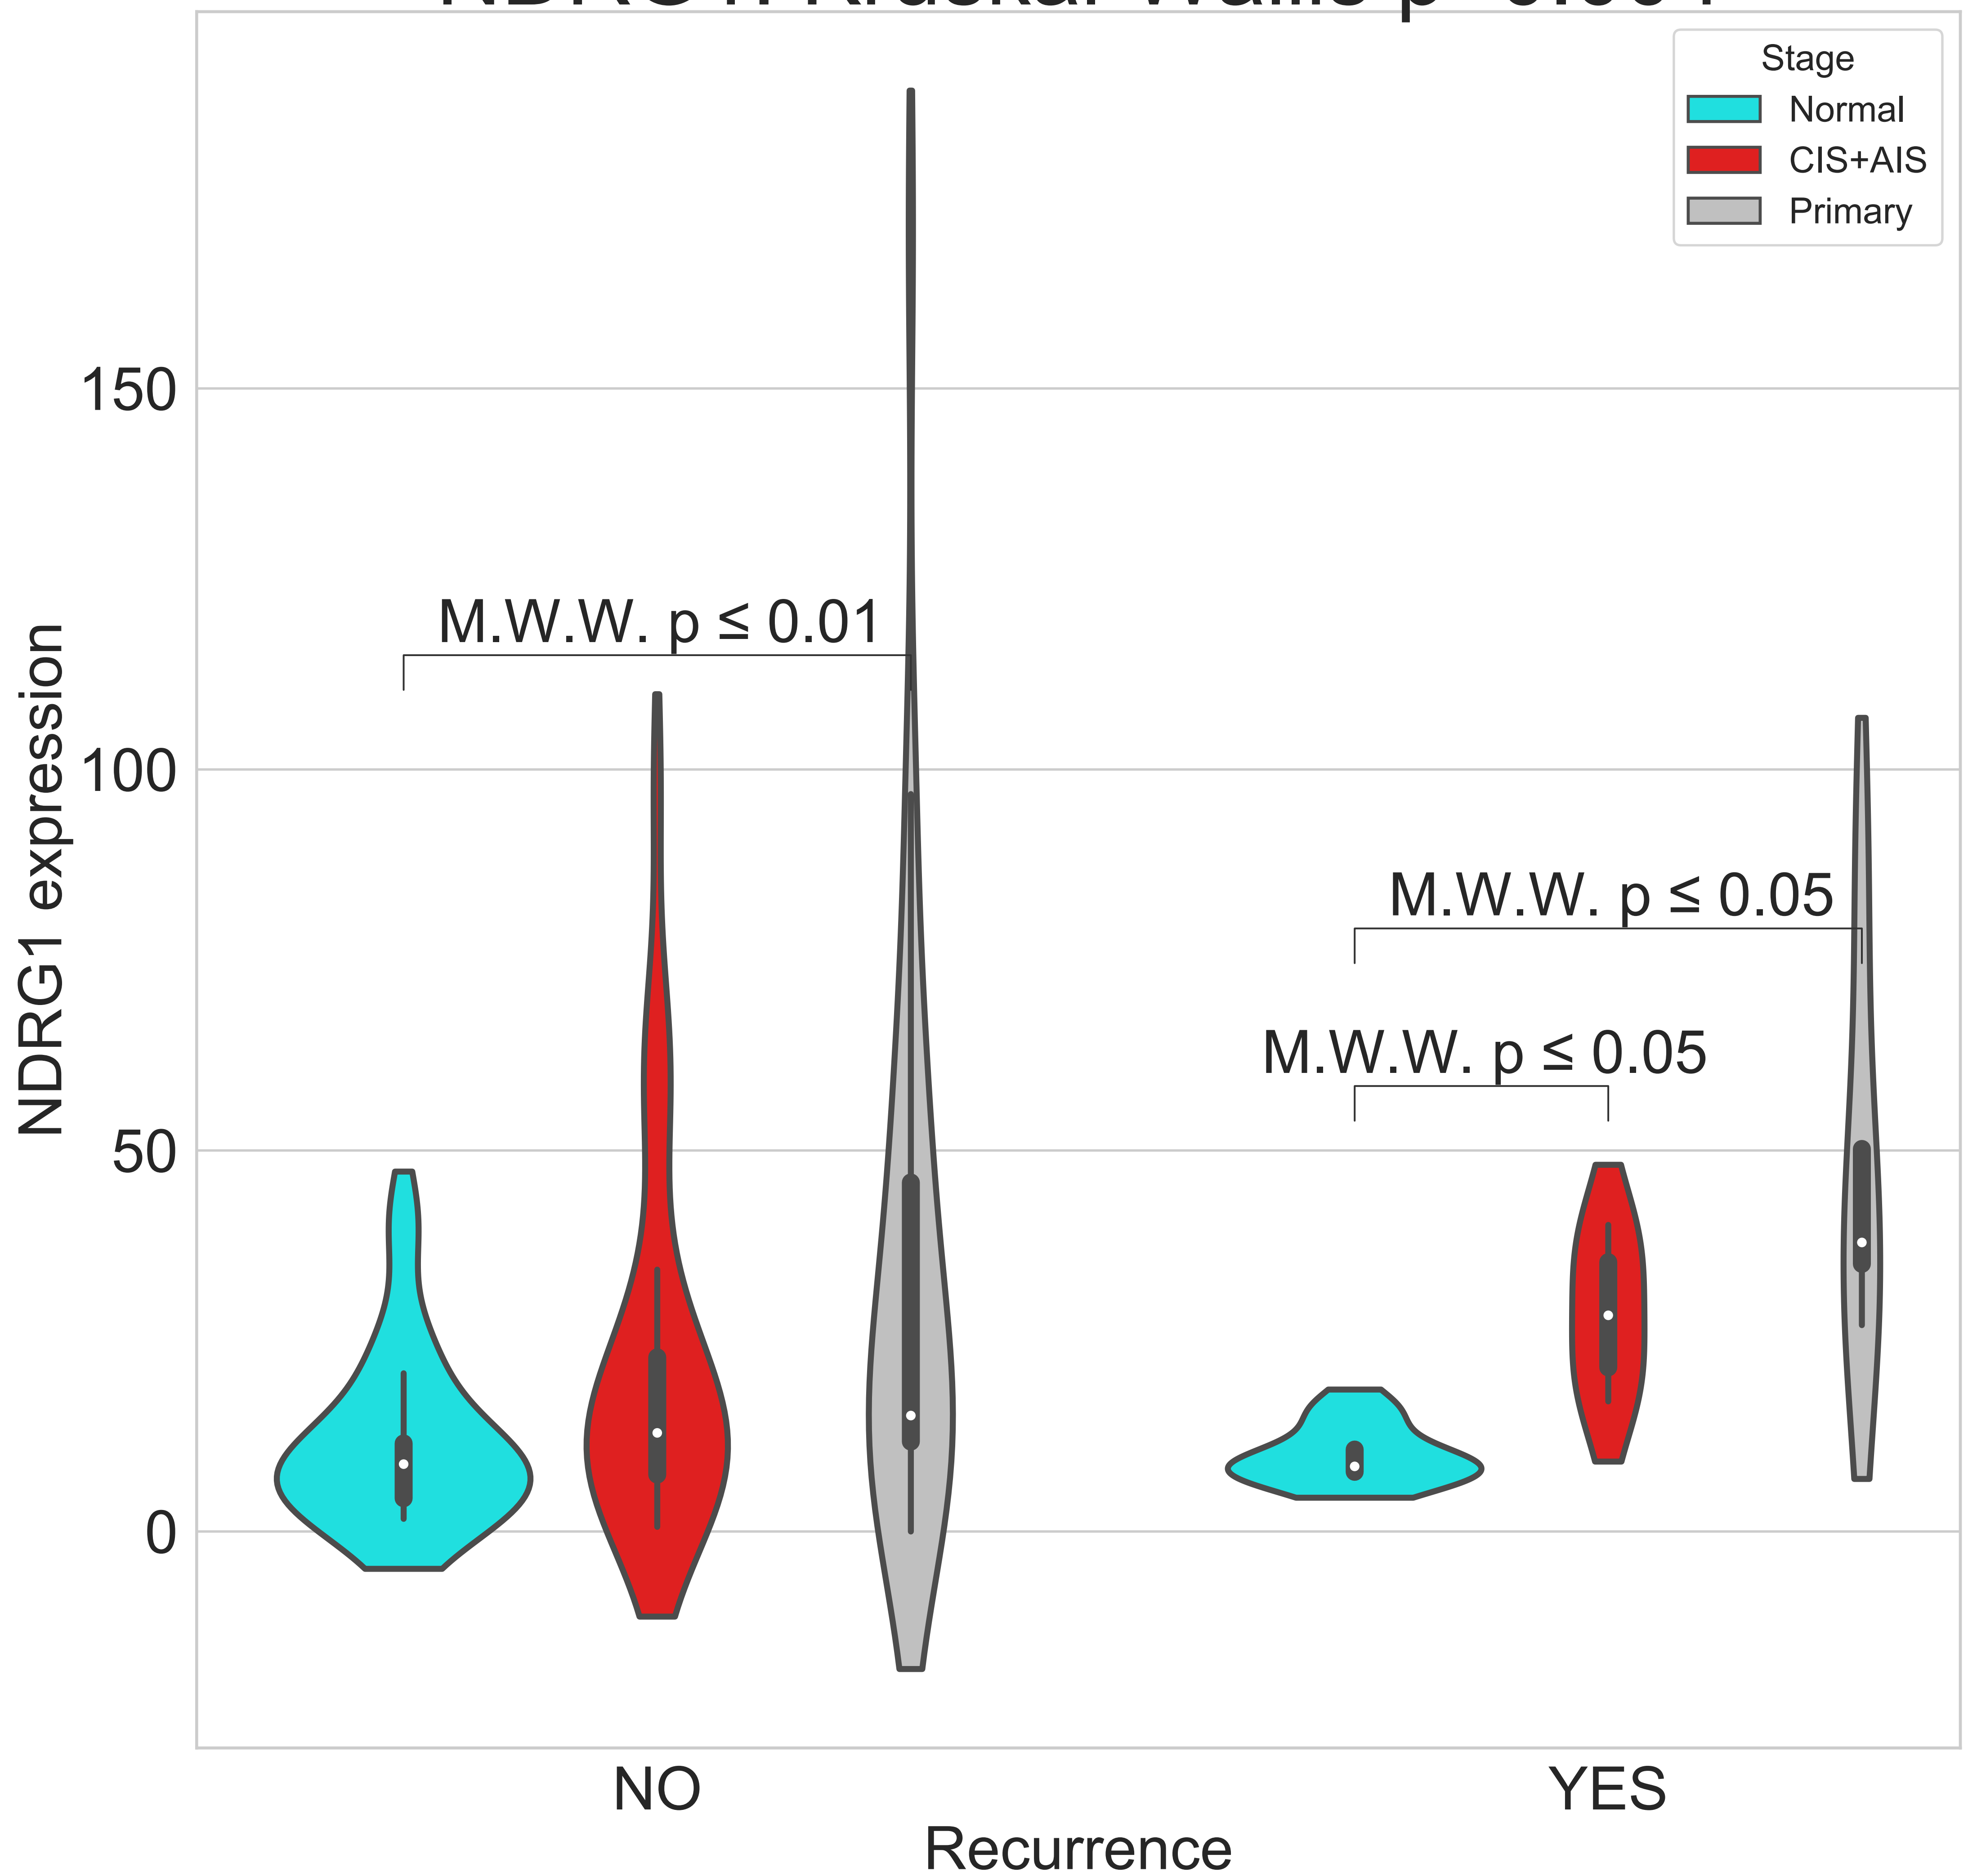 Stage
Normal
CIS+AIS
Primary
150
100
50
0
NDRG1 expression
M.W.W. p ≤ 0.01
M.W.W. p ≤ 0.05
M.W.W. p ≤ 0.05
NO
YES
Recurrence